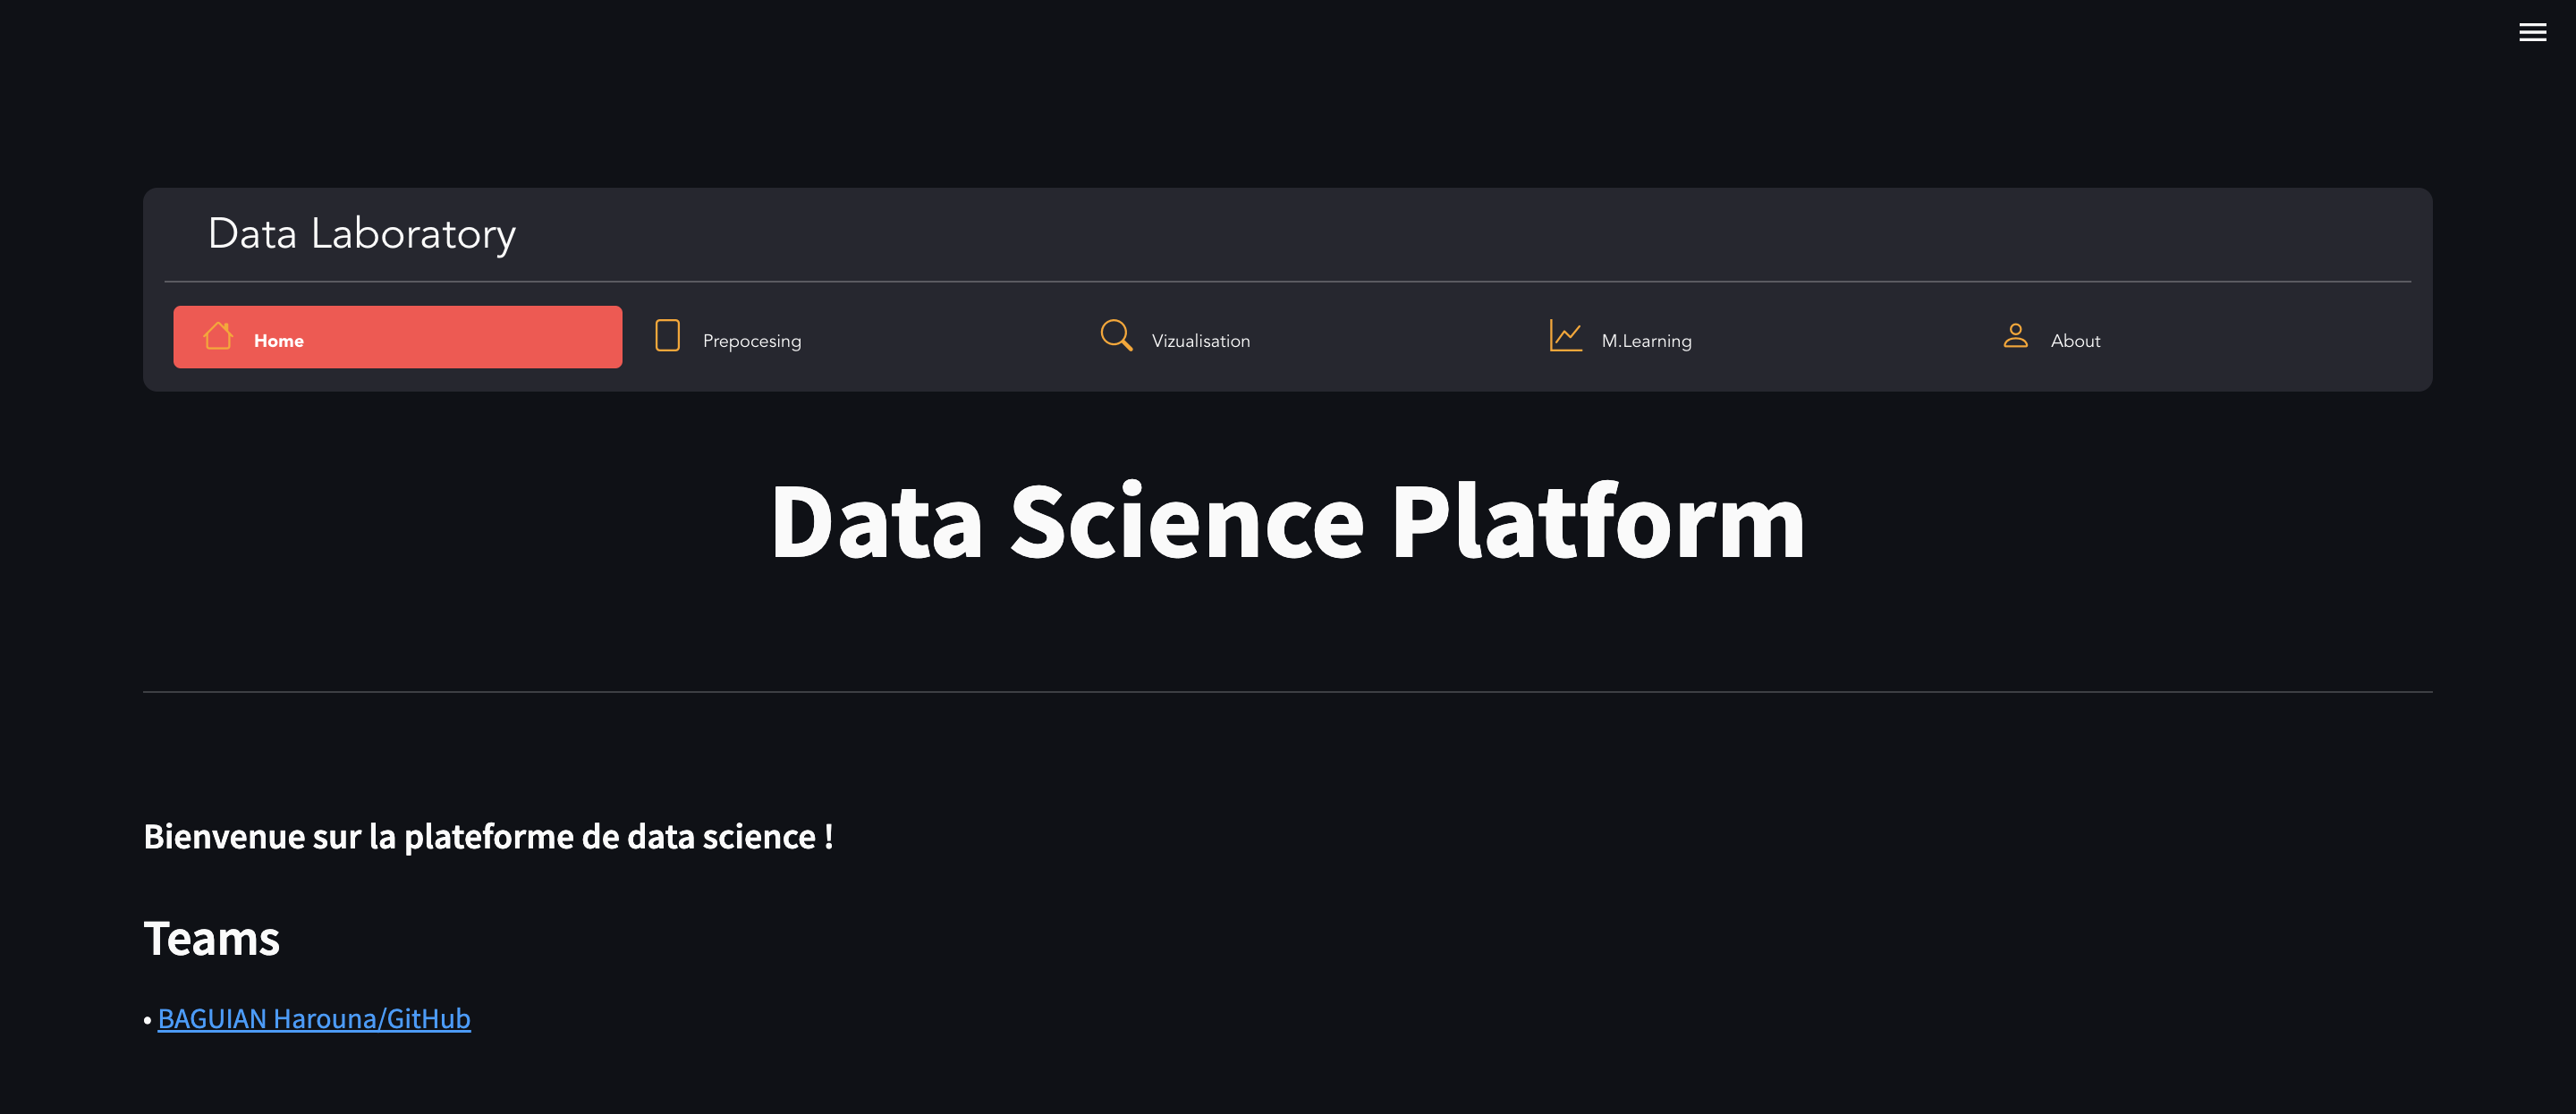 Data Laboratory
Home Prepocesing Vizualisation M.Learning About
Data Science Platform
Bienvenue sur la plateforme de data science !
Teams
• BAGUIAN Harouna/GitHub